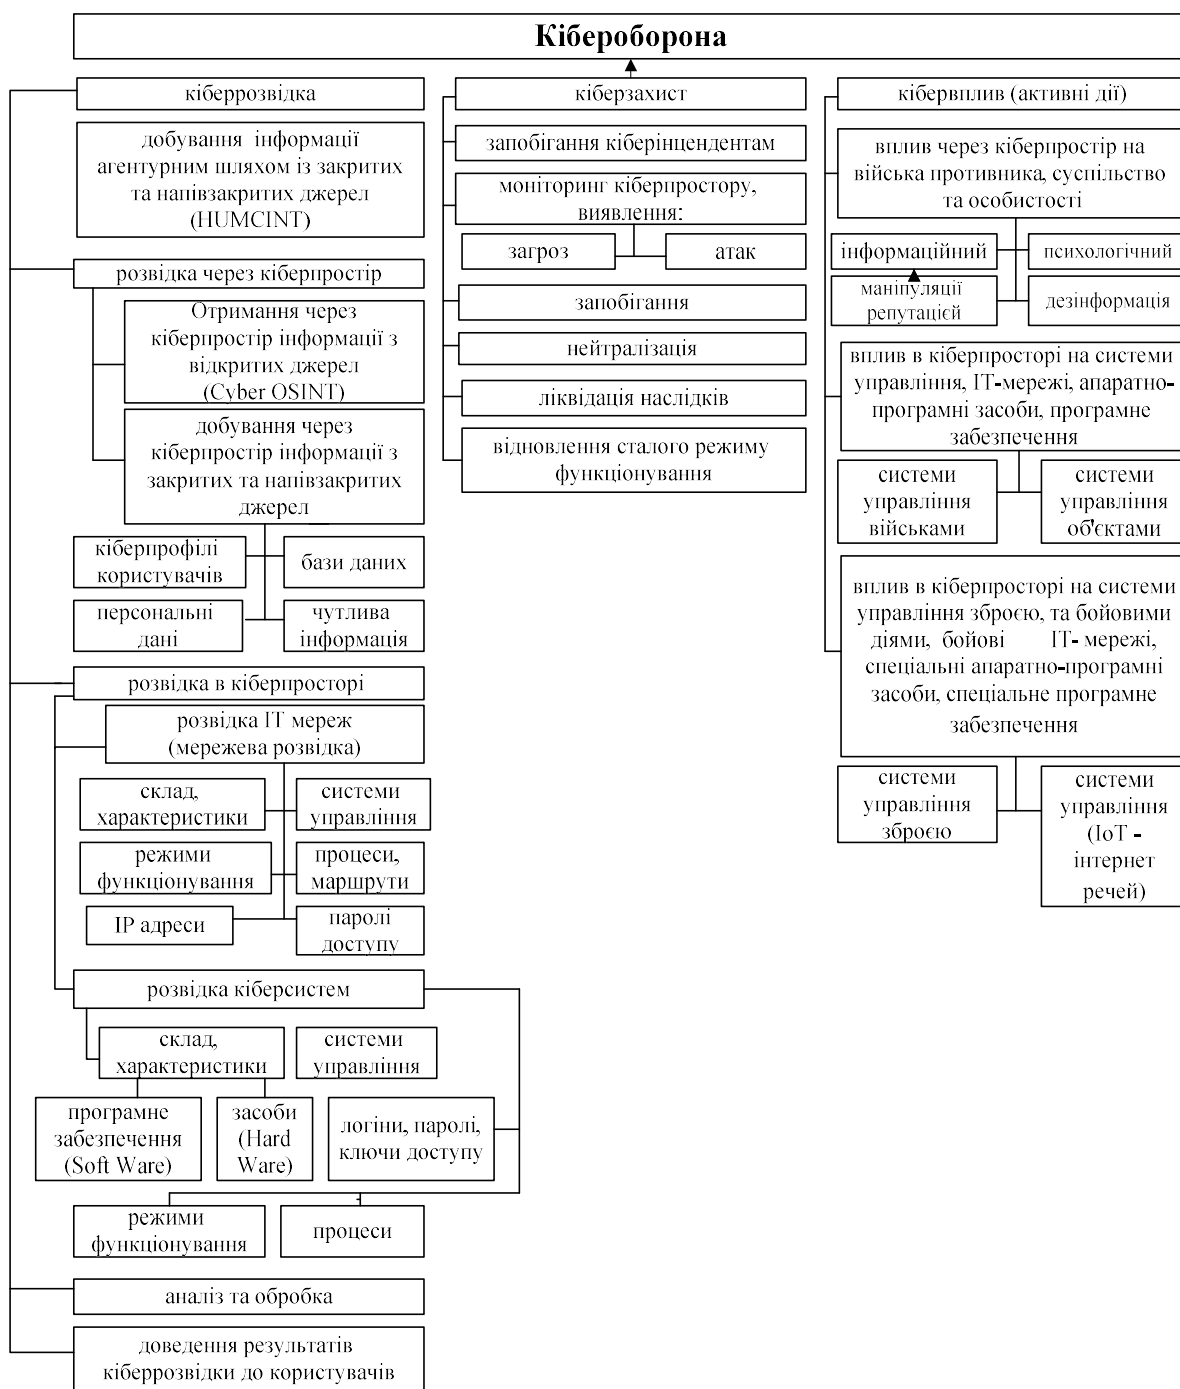 Кібероборона
кіберрозвідка
добування інформації
агентурним шляхом із закритих
та напівзакритих джерел
(HUMCINT)
розвідка через кіберпростір
Отримання через
кіберпростір інформації з
відкритих джерел
(Cyber OSINT)
добування через
кіберпростір інформації з
закритих та напівзакритих
джерел
кіберпрофілі
користувачів
бази даних
персональні
дані
чутлива
інформація
розвідка в кіберпросторі
розвідка ІТ мереж
(мережева розвідка)
склад,
характеристики
системи
управління
режими
функціонування
процеси,
маршрути
IP адреси
паролі
доступу
розвідка кіберсистем
склад,
характеристики
системи
управління
програмне
забезпечення
(Soft Ware)
засоби
(Hard
Ware)
логіни, паролі,
ключи доступу
режими
функціонування
процеси
аналіз та обробка
доведення результатів
кіберрозвідки до користувачів
кіберзахист
запобігання кіберінцендентам
моніторинг кіберпростору,
виявлення:
загроз
атак
запобігання
нейтралізація
ліквідація наслідків
відновлення сталого режиму
функціонування
кібервплив (активні дії)
вплив через кіберпростір на
війська противника, суспільство
та особистості
інформаційний
психологічний
маніпуляції
репутацієй
дезінформація
вплив в кіберпросторі на системи
управління, ІТ-мережі, апаратно-
програмні засоби, програмне
забезпечення
системи
управління
військами
системи
управління
об'єктами
вплив в кіберпросторі на системи
управління зброєю, та бойовими
діями, бойові ІТ- мережі,
спеціальні апаратно-програмні
засоби, спеціальне програмне
забезпечення
системи
управління
зброєю
системи
управління
(IoT -
інтернет
речей)